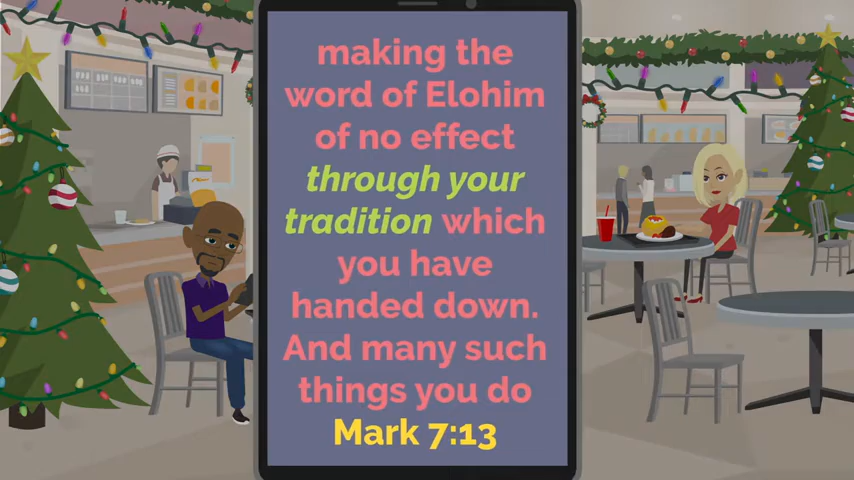 making the
word of Elohim
of no effect
through your
tradition which
you have
handed down.
And many such
things you do
Mark 7:13